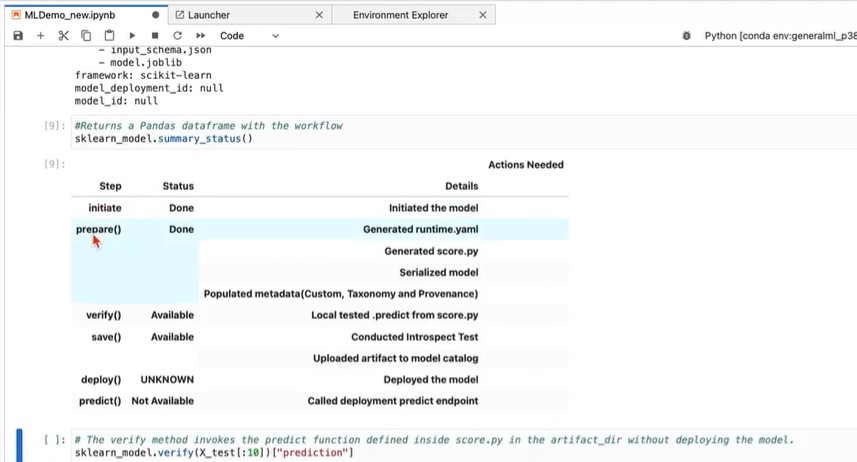 MLDemo_new.ipynb Launcher Environment Explorer
Code Python [conda env:generalml_p38
- input_schema.json
- model.joblib
framework: scikit-learn
model_deployment_id: null
model_id: null
[9]: #Returns a Pandas dataframe with the workflow
sklearn_model.summary_status()
[9]: Actions Needed
Step Status Details
initiate Done Initiated the model
prepare() Done Generated runtime.yaml
Generated score.py
Serialized model
Populated metadata(Custom, Taxonomy and Provenance)
verify() Available Local tested .predict from score.py
save() Available Conducted Introspect Test
Uploaded artifact to model catalog
deploy() UNKNOWN Deployed the model
predict() Not Available Called deployment predict endpoint
[ ]: # The verify method invokes the predict function defined inside score.py in the artifact_dir without deploying the model.
sklearn_model.verify(X_test[:10])["prediction"]